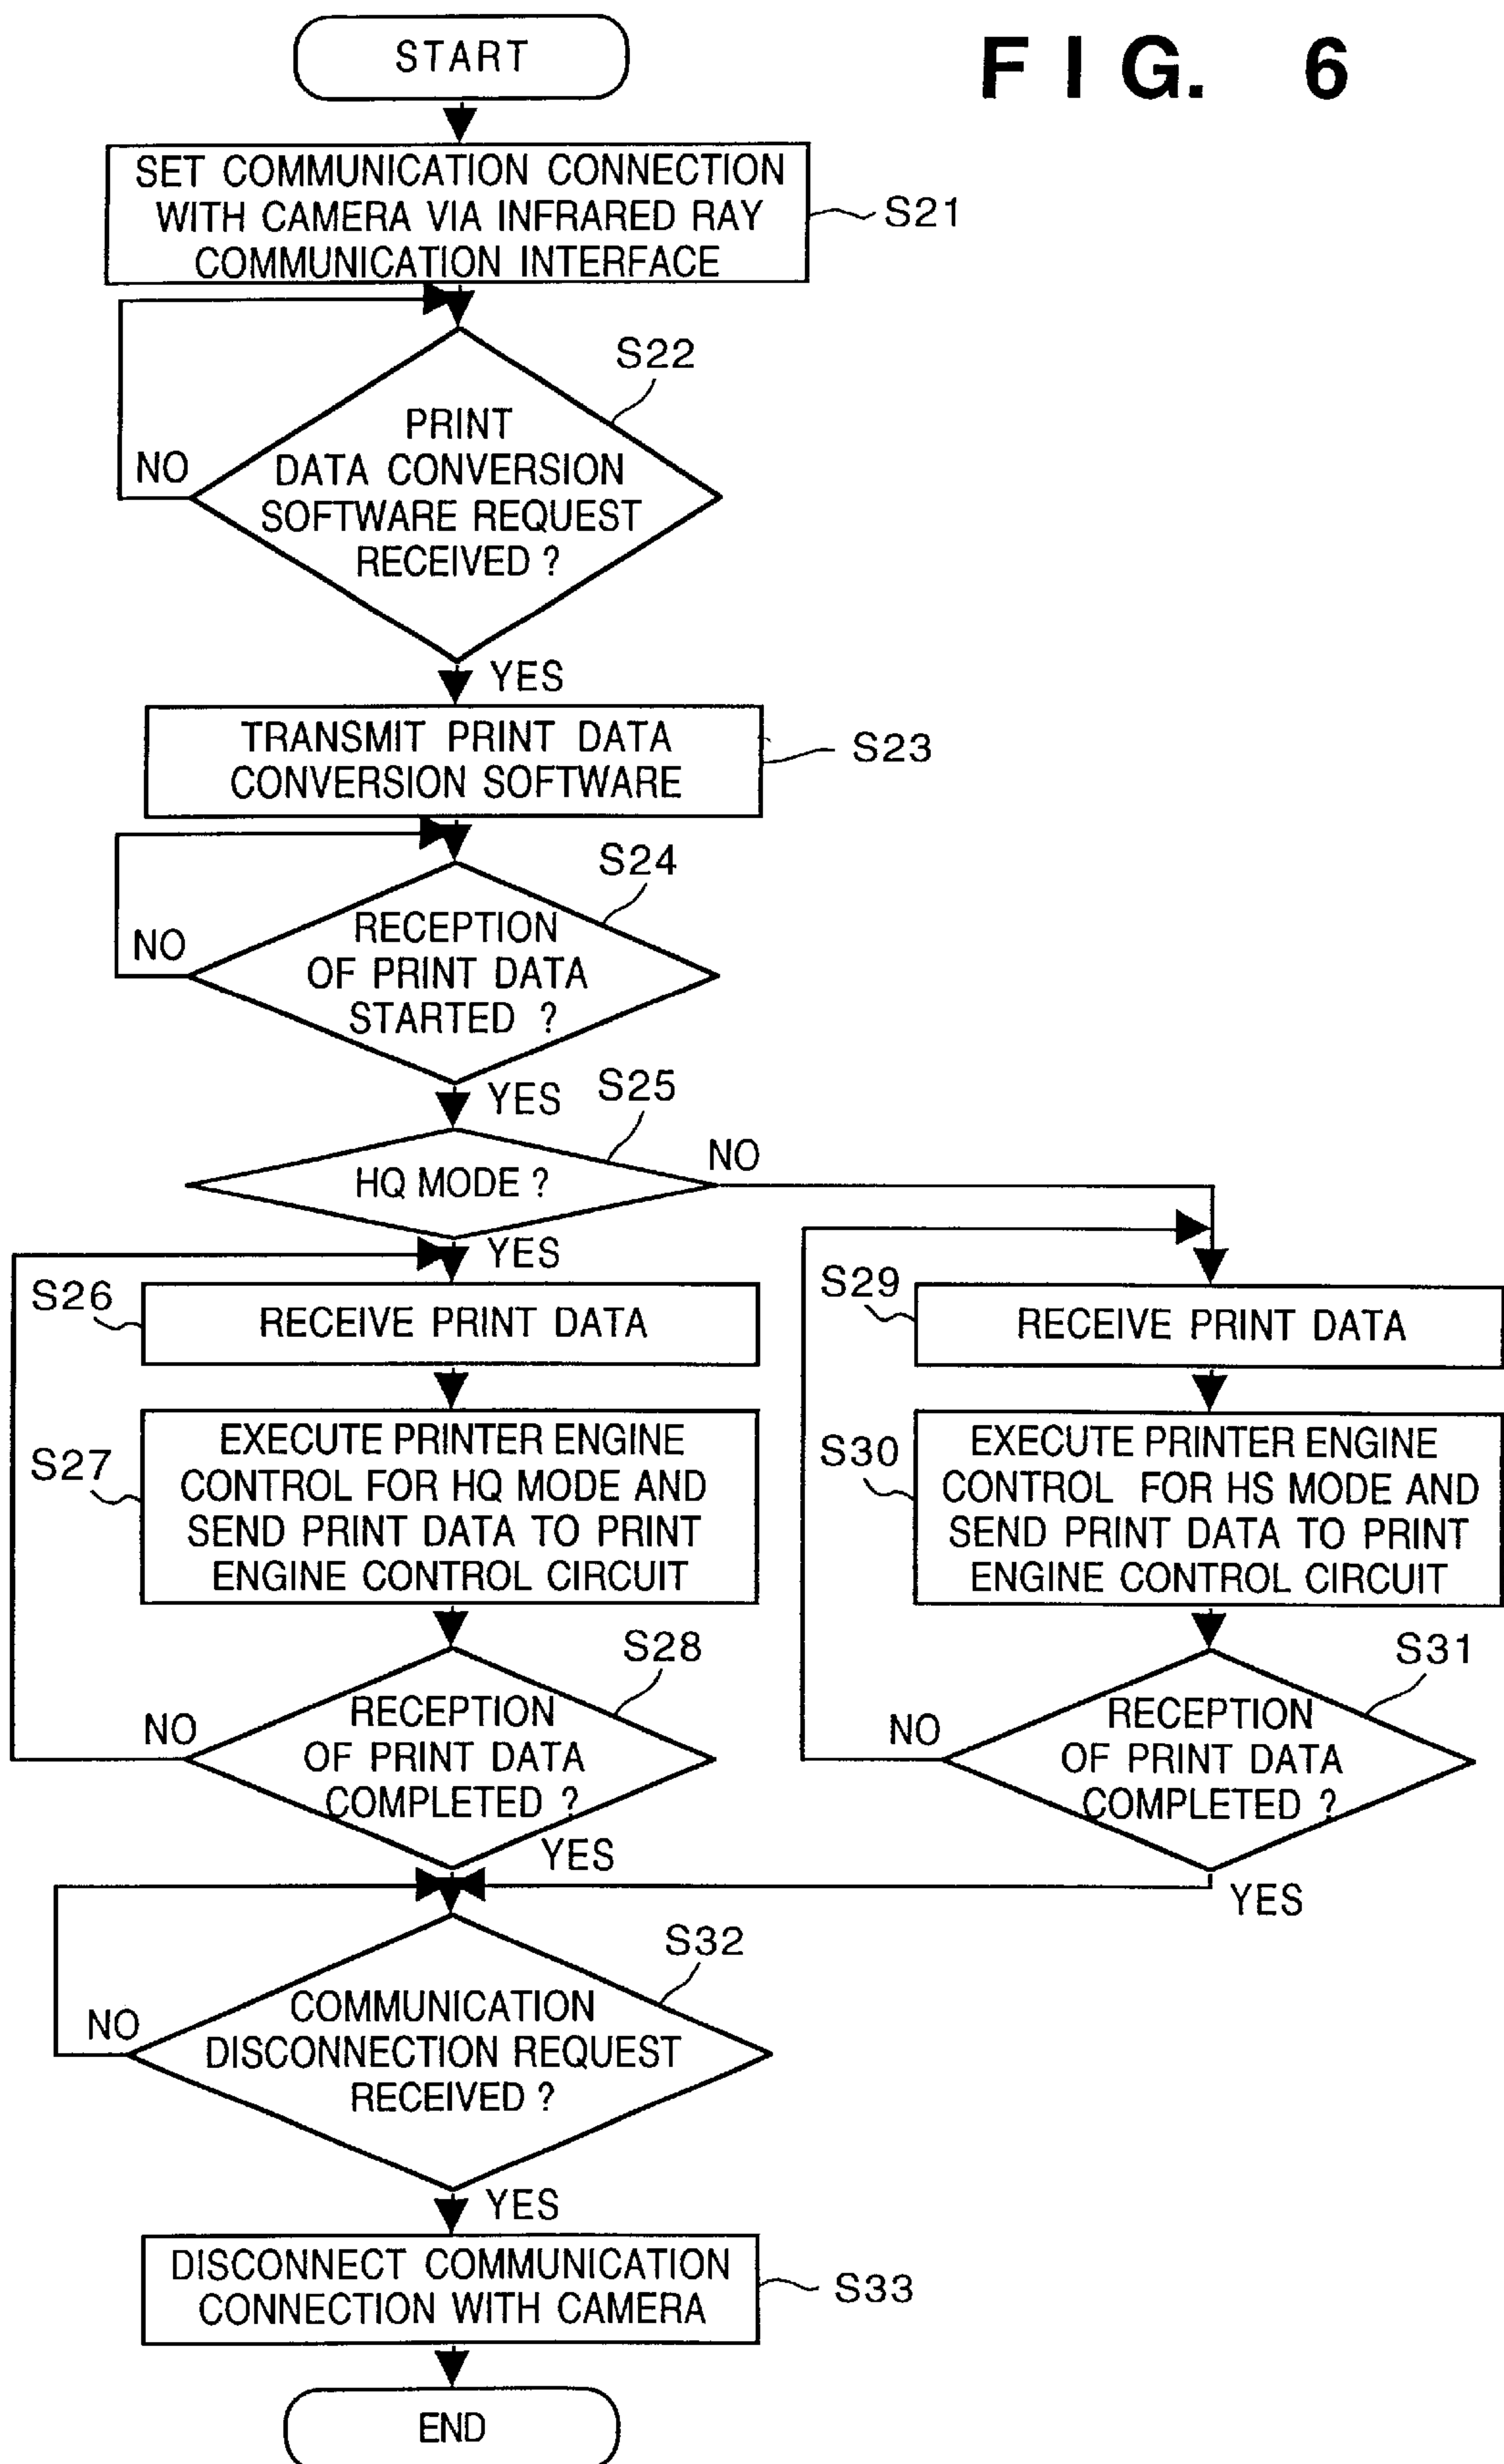 START
FIG. 6
SET COMMUNICATION CONNECTION
WITH CAMERA VIA INFRARED RAY
COMMUNICATION INTERFACE
S21
S22
PRINT
DATA CONVERSION
SOFTWARE REQUEST
RECEIVED ?
NO
YES
TRANSMIT PRINT DATA
CONVERSION SOFTWARE
S23
S24
RECEPTION
OF PRINT DATA
STARTED ?
NO
YES
S25
HQ MODE ?
NO
YES
S26
RECEIVE PRINT DATA
S27
EXECUTE PRINTER ENGINE
CONTROL FOR HQ MODE AND
SEND PRINT DATA TO PRINT
ENGINE CONTROL CIRCUIT
S28
RECEPTION
OF PRINT DATA
COMPLETED ?
NO
YES
S29
RECEIVE PRINT DATA
S30
EXECUTE PRINTER ENGINE
CONTROL FOR HS MODE AND
SEND PRINT DATA TO PRINT
ENGINE CONTROL CIRCUIT
S31
RECEPTION
OF PRINT DATA
COMPLETED ?
NO
YES
S32
COMMUNICATION
DISCONNECTION REQUEST
RECEIVED ?
NO
YES
DISCONNECT COMMUNICATION
CONNECTION WITH CAMERA
S33
END